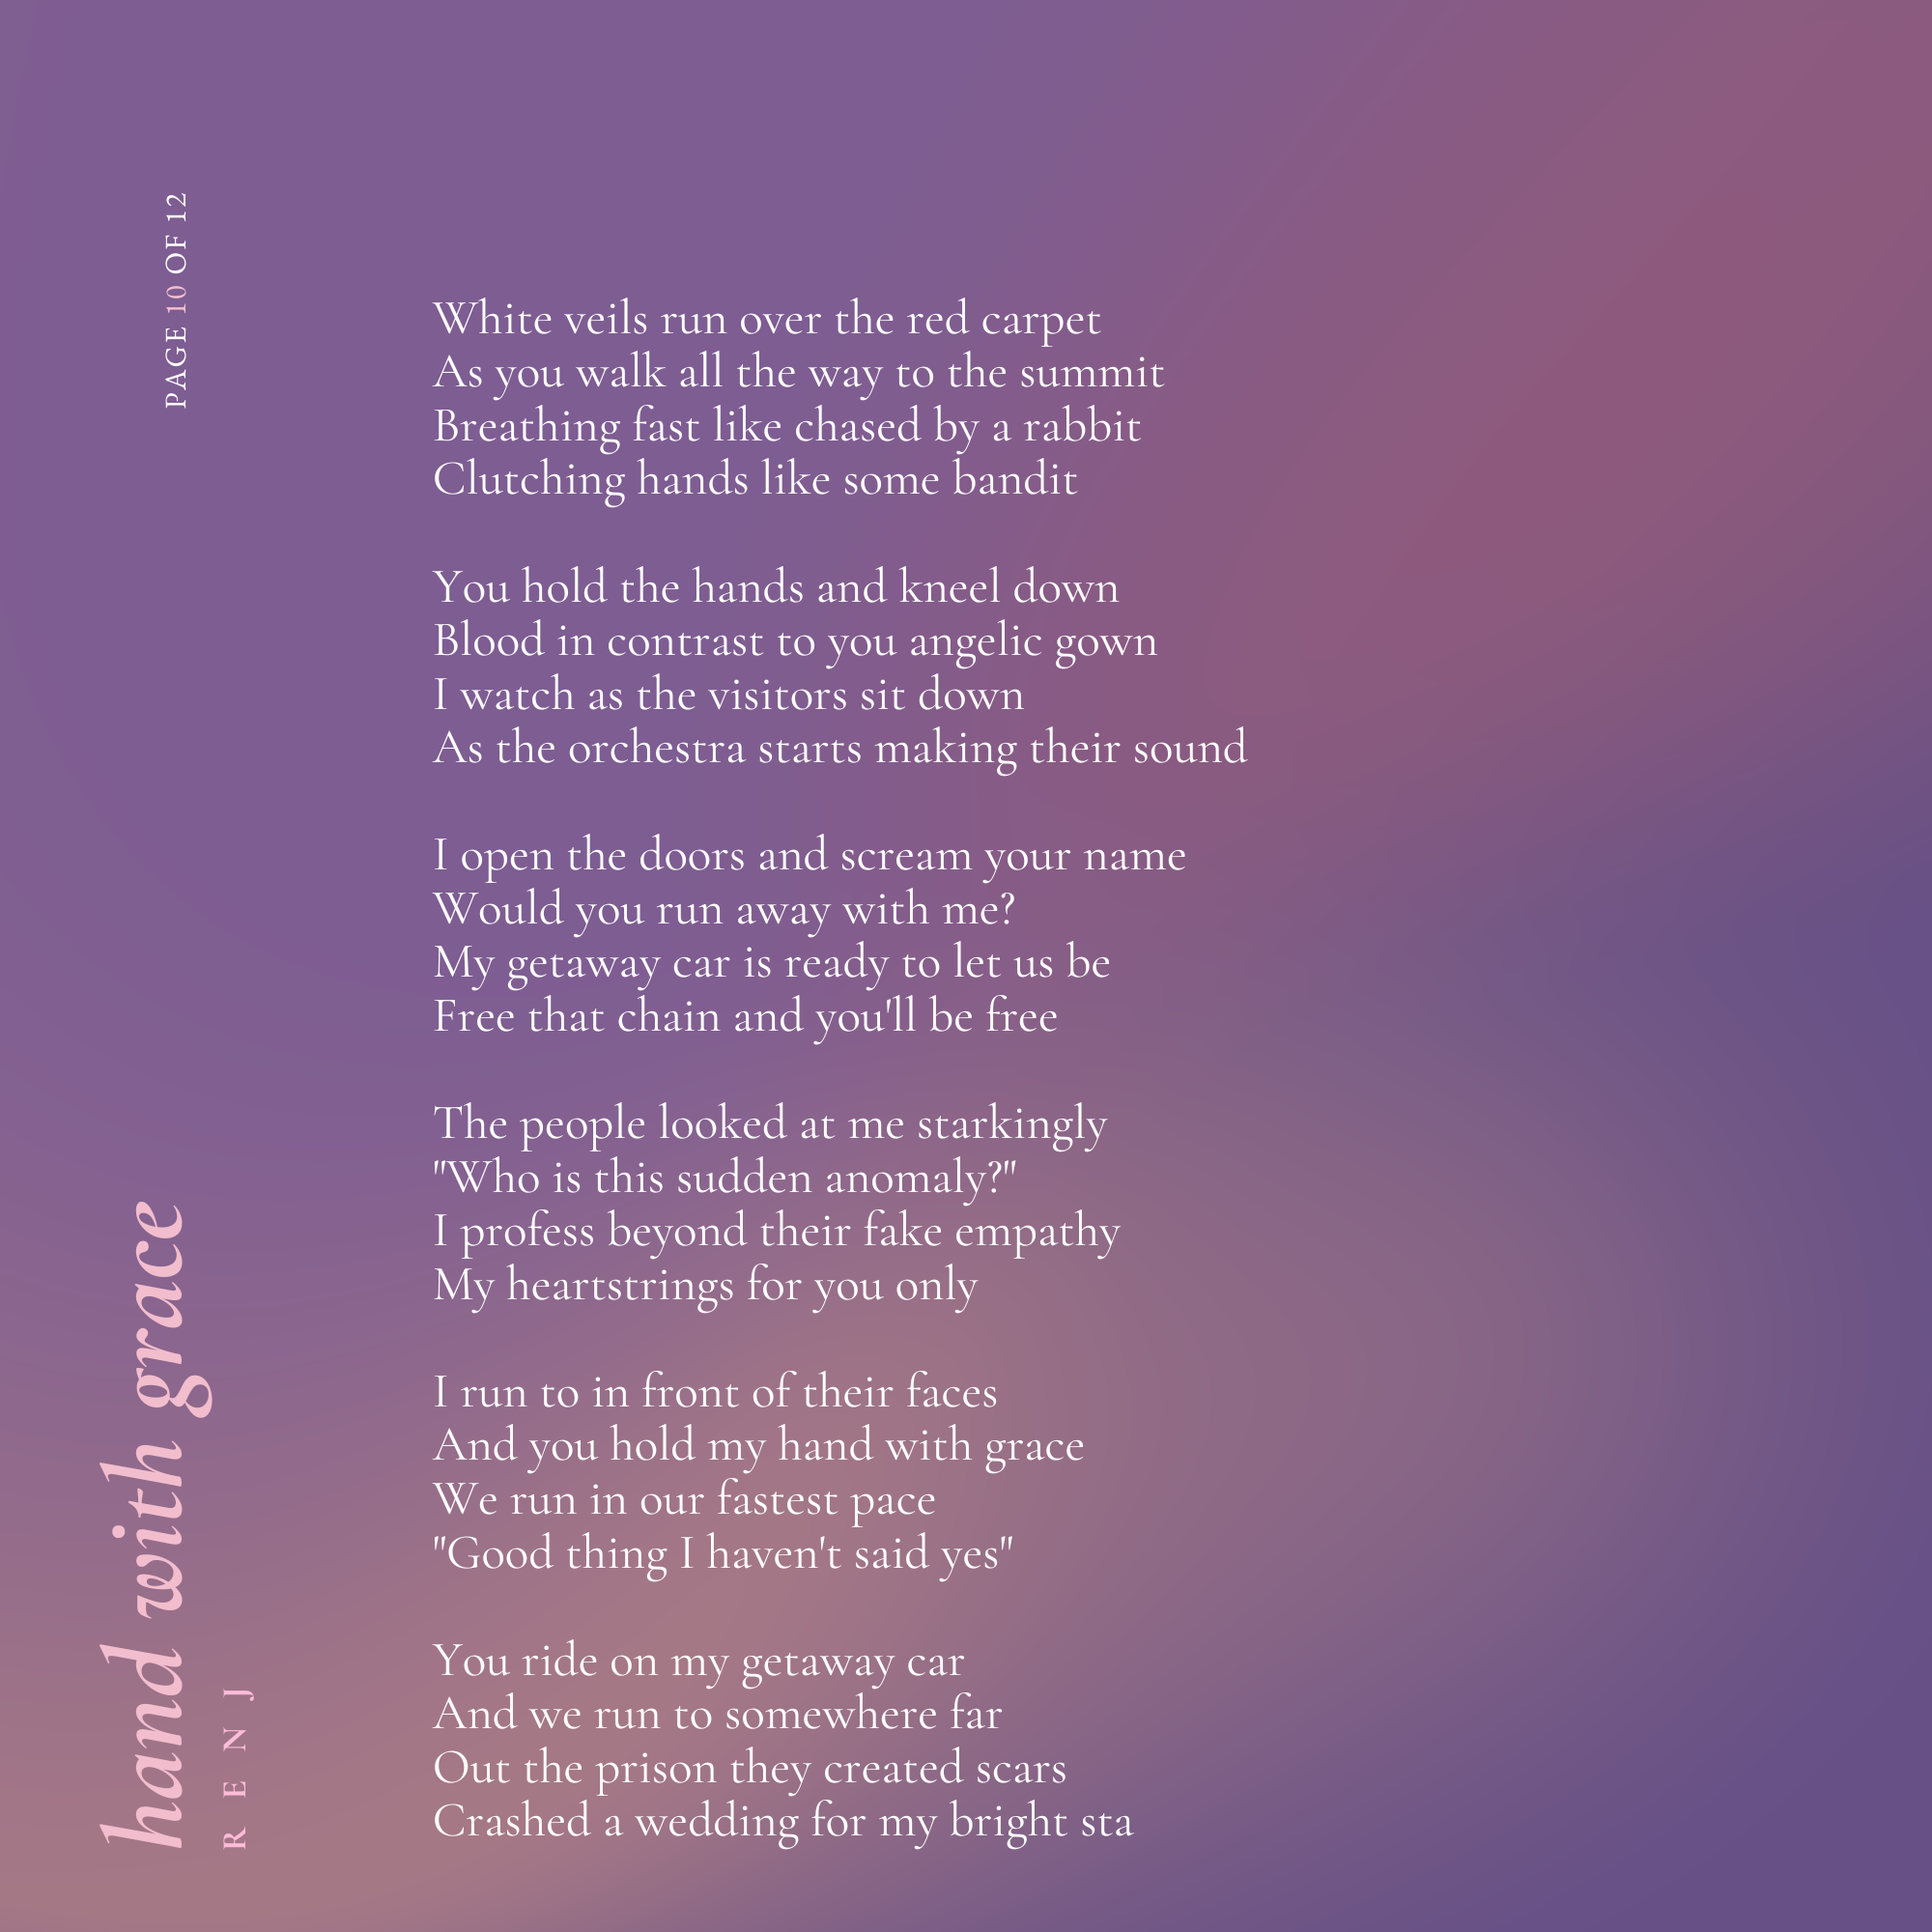 PAGE 10 OF 12
hand with grace
REN J
White veils run over the red carpet
As you walk all the way to the summit
Breathing fast like chased by a rabbit
Clutching hands like some bandit
You hold the hands and kneel down
Blood in contrast to you angelic gown
I watch as the visitors sit down
As the orchestra starts making their sound
I open the doors and scream your name
Would you run away with me?
My getaway car is ready to let us be
Free that chain and you'll be free
The people looked at me starkingly
"Who is this sudden anomaly?"
I profess beyond their fake empathy
My heartstrings for you only
I run to in front of their faces
And you hold my hand with grace
We run in our fastest pace
"Good thing I haven't said yes"
You ride on my getaway car
And we run to somewhere far
Out the prison they created scars
Crashed a wedding for my bright sta